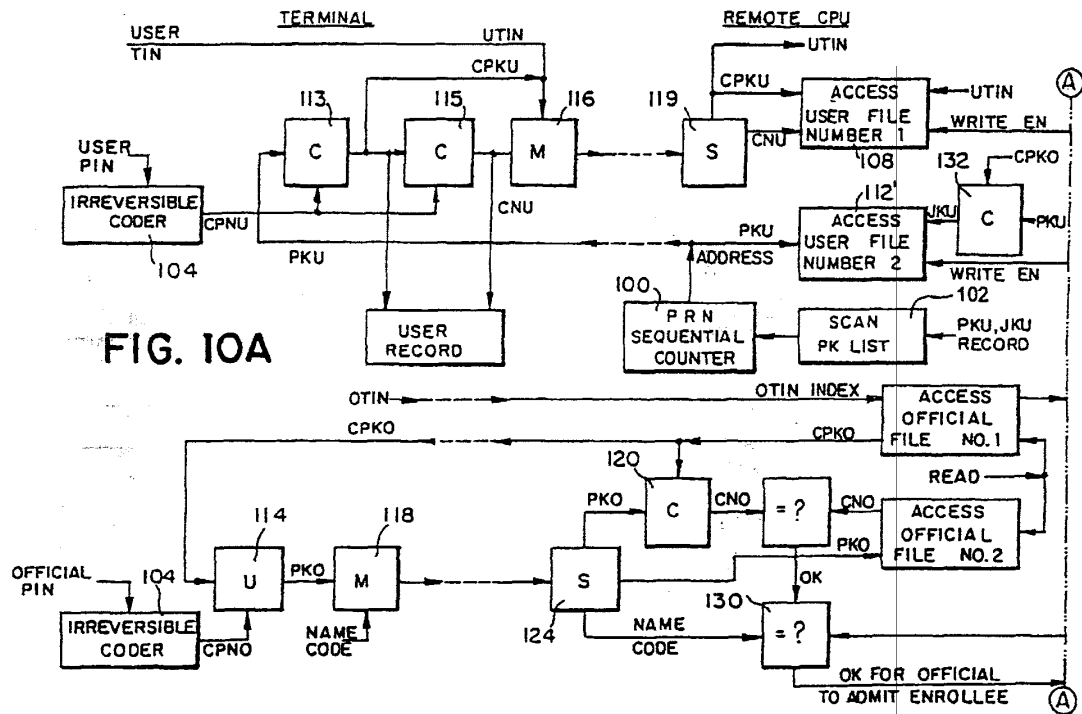 TERMINAL
REMOTE CPU
USER
TIN
UTIN
UTIN
CPKU
CPKU
A
113
115
116
119
ACCESS
USER FILE
NUMBER 1
UTIN
WRITE EN
C
C
M
S
CNU
108
132
CPKO
USER
PIN
IRREVERSIBLE
CODER
CPNU
CNU
112'
ACCESS
USER FILE
NUMBER 2
JKU
C
PKU
104
PKU
PKU
ADDRESS
WRITE EN
100
102
FIG. 10A
USER
RECORD
PRN
SEQUENTIAL
COUNTER
SCAN
PK LIST
PKU, JKU
RECORD
OTIN
OTIN INDEX
ACCESS
OFFICIAL
FILE NO.1
CPKO
CPKO
READ
120
PKO
C
CNO
= ?
CNO
ACCESS
OFFICIAL
FILE NO.2
114
118
PKO
OFFICIAL
PIN
104
U
PKO
M
S
OK
130
IRREVERSIBLE
CODER
CPNO
NAME
CODE
124
NAME
CODE
= ?
OK FOR OFFICIAL
TO ADMIT ENROLLEE
A